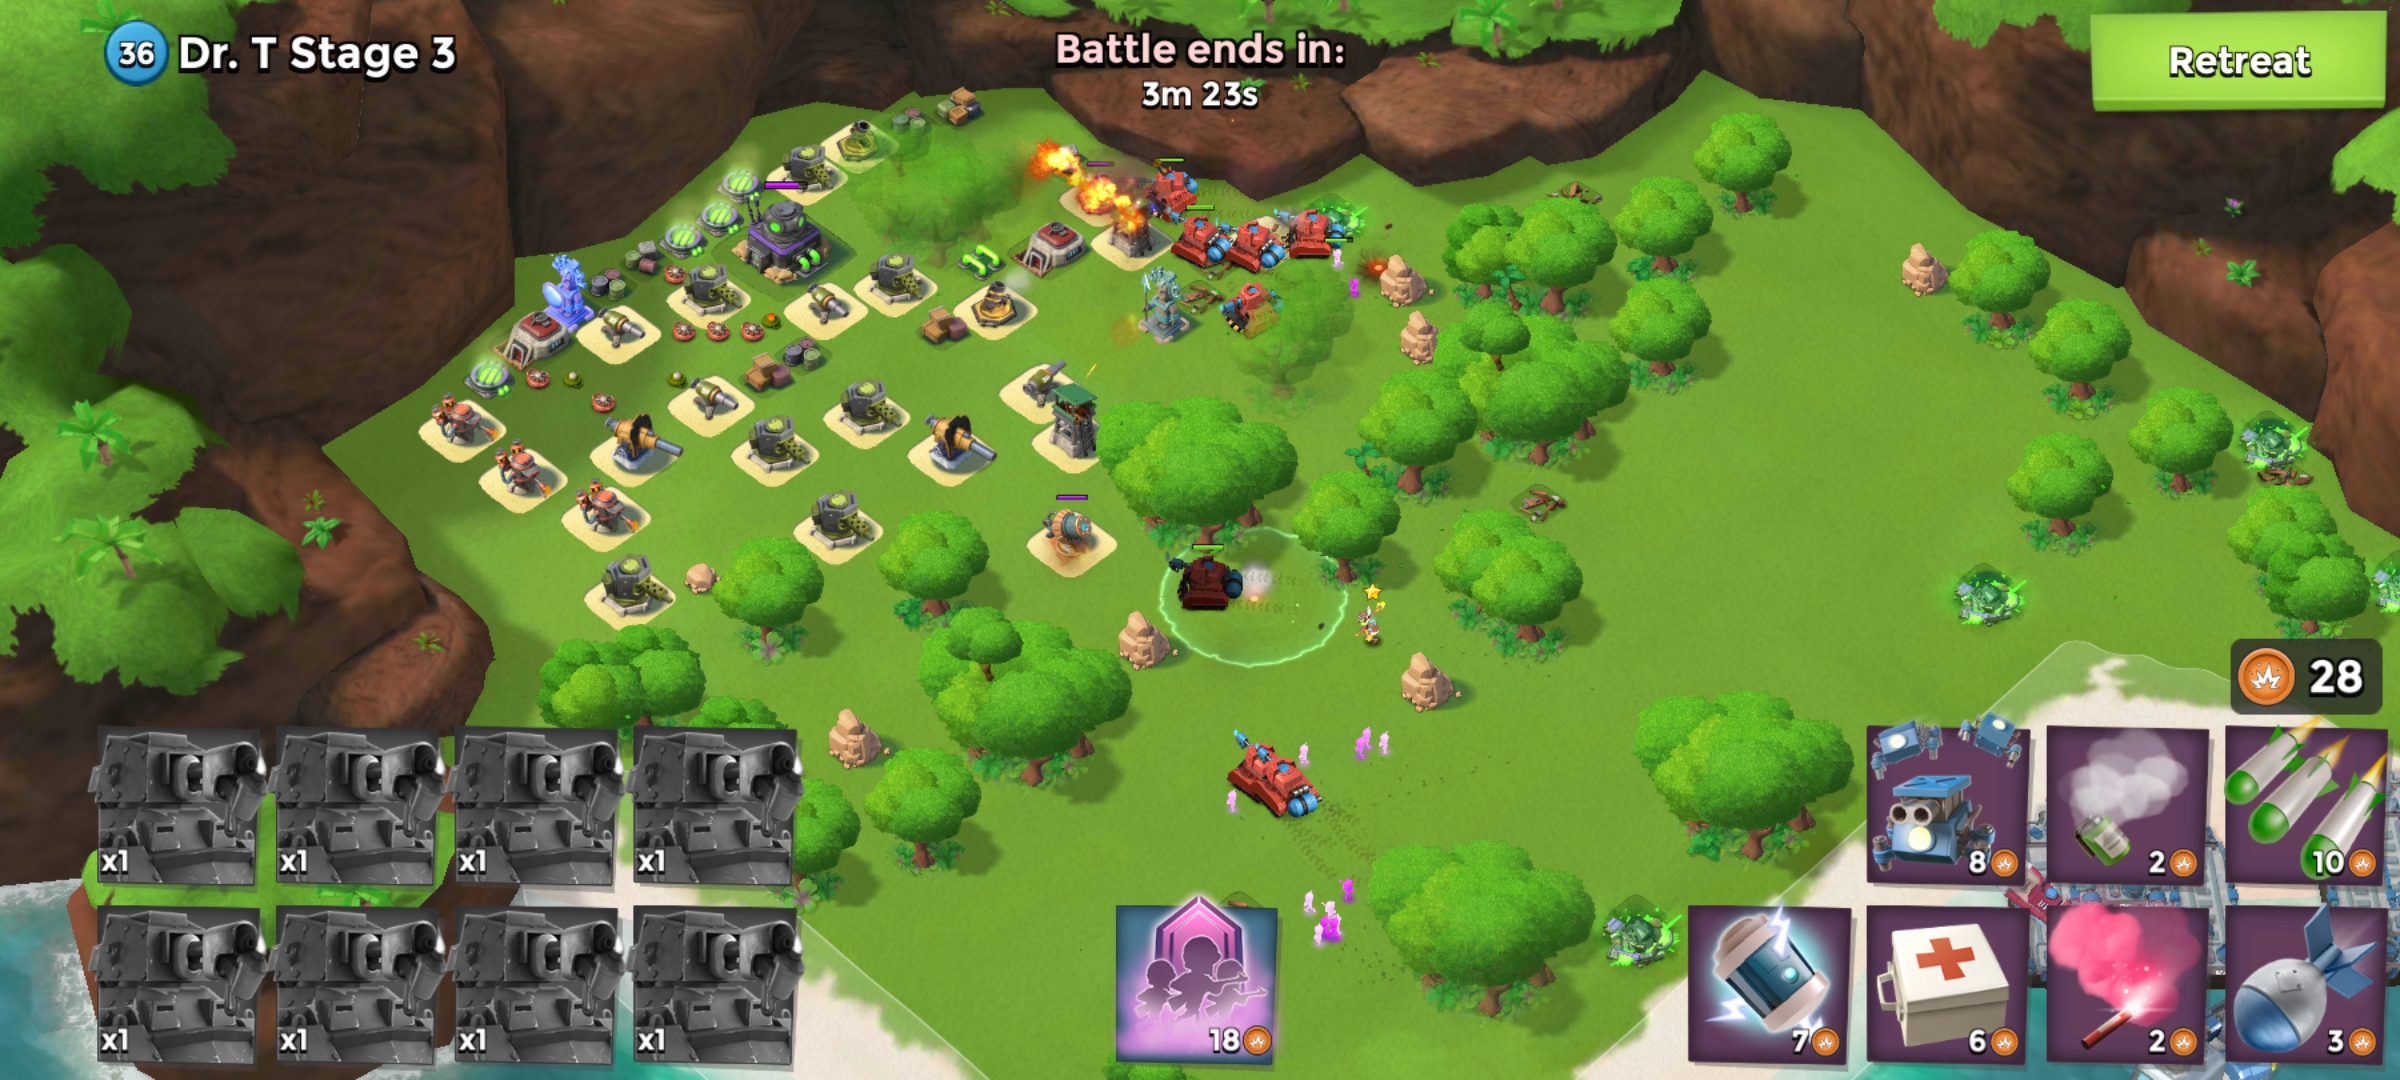 36 Dr. T Stage 3
Battle ends in:
3m 23s
Retreat
28
x1 x1 x1 x1
8 2 10
x1 x1 x1 x1
18
7 6 2 3